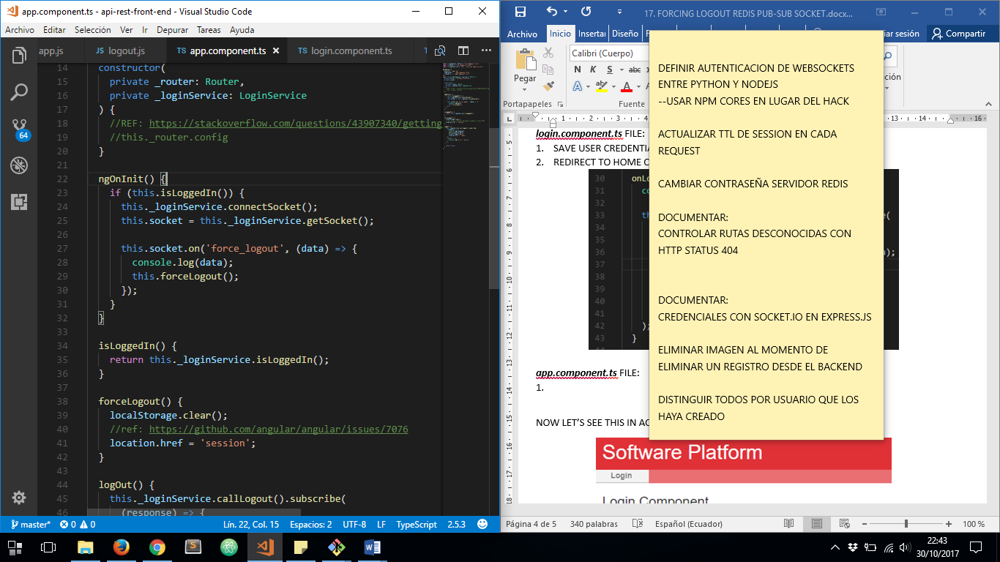 app.component.ts - api-rest-front-end - Visual Studio Code
Archivo Editar Selección Ver Ir Depurar Tareas Ayuda
app.js
JS logout.js
TS app.component.ts
TS login.component.ts
14 constructor(
15 private _router: Router,
16 private _loginService: LoginService
17 ) {
18 //REF: https://stackoverflow.com/questions/43907340/getting
19 //this._router.config
20 }
21
22 ngOnInit() {
23 if (this.isLoggedIn()) {
24 this._loginService.connectSocket();
25 this.socket = this._loginService.getSocket();
26
27 this.socket.on('force_logout', (data) => {
28 console.log(data);
29 this.forceLogout();
30 });
31 }
32 }
33
34 isLoggedIn() {
35 return this._loginService.isLoggedIn();
36 }
37
38 forceLogout() {
39 localStorage.clear();
40 //ref: https://github.com/angular/angular/issues/7076
41 location.href = 'session';
42 }
43
44 logOut() {
45 this._loginService.callLogout().subscribe(
46 (response) => {
64
master* 0 0 Lín. 22, Col. 15 Espacios: 2 UTF-8 LF TypeScript 2.5.3
17. FORCING LOGOUT REDIS PUB-SUB SOCKET.docx...
Archivo Inicio Insertar Diseño
iar sesión Compartir
Pegar
Portapapeles
Calibri (Cuerpo)
N K S abc
Fuente
ción
1 2 3 4 13 14 16
login.component.ts FILE:
1. SAVE USER CREDENTIA
2. REDIRECT TO HOME
30 onLo
31 co
32
33 th
34
35
36 );
37
38
39
40
41
42 );
43 }
app.component.ts FILE:
1.
NOW LET'S SEE THIS IN AC
Software Platform
Login
Login Component
Página 4 de 5 340 palabras Español (Ecuador) 100 %
DEFINIR AUTENTICACION DE WEBSOCKETS
ENTRE PYTHON Y NODEJS
--USAR NPM CORES EN LUGAR DEL HACK
ACTUALIZAR TTL DE SESSION EN CADA
REQUEST
CAMBIAR CONTRASEÑA SERVIDOR REDIS
DOCUMENTAR:
CONTROLAR RUTAS DESCONOCIDAS CON
HTTP STATUS 404
DOCUMENTAR:
CREDENCIALES CON SOCKET.IO EN EXPRESS.JS
ELIMINAR IMAGEN AL MOMENTO DE
ELIMINAR UN REGISTRO DESDE EL BACKEND
DISTINGUIR TODOS POR USUARIO QUE LOS
HAYA CREADO
22:43
30/10/2017